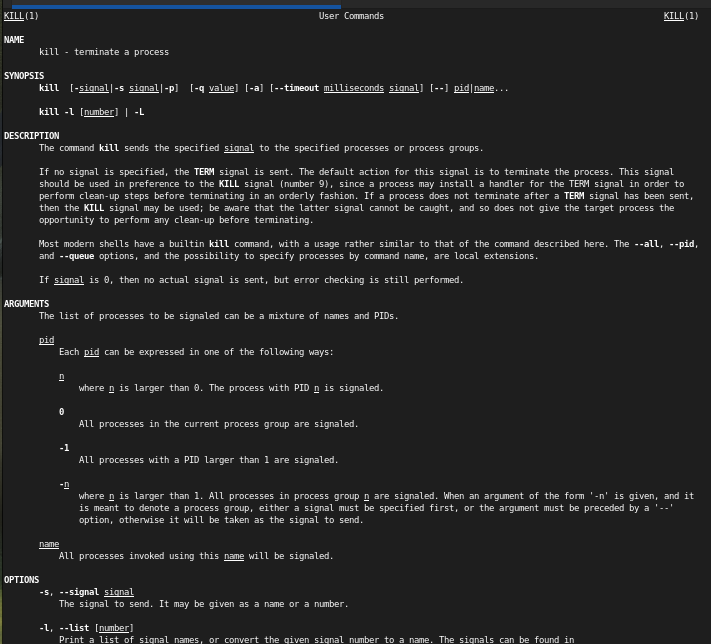 KILL(1) User Commands KILL(1)
NAME
kill - terminate a process
SYNOPSIS
kill [-signal|-s signal|-p] [-q value] [-a] [--timeout milliseconds signal] [--] pid|name...
kill -l [number] | -L
DESCRIPTION
The command kill sends the specified signal to the specified processes or process groups.
If no signal is specified, the TERM signal is sent. The default action for this signal is to terminate the process. This signal
should be used in preference to the KILL signal (number 9), since a process may install a handler for the TERM signal in order to
perform clean-up steps before terminating in an orderly fashion. If a process does not terminate after a TERM signal has been sent,
then the KILL signal may be used; be aware that the latter signal cannot be caught, and so does not give the target process the
opportunity to perform any clean-up before terminating.
Most modern shells have a builtin kill command, with a usage rather similar to that of the command described here. The --all, --pid,
and --queue options, and the possibility to specify processes by command name, are local extensions.
If signal is 0, then no actual signal is sent, but error checking is still performed.
ARGUMENTS
The list of processes to be signaled can be a mixture of names and PIDs.
pid
Each pid can be expressed in one of the following ways:
n
where n is larger than 0. The process with PID n is signaled.
0
All processes in the current process group are signaled.
-1
All processes with a PID larger than 1 are signaled.
-n
where n is larger than 1. All processes in process group n are signaled. When an argument of the form '-n' is given, and it
is meant to denote a process group, either a signal must be specified first, or the argument must be preceded by a '--'
option, otherwise it will be taken as the signal to send.
name
All processes invoked using this name will be signaled.
OPTIONS
-s, --signal signal
The signal to send. It may be given as a name or a number.
-l, --list [number]
Print a list of signal names, or convert the given signal number to a name. The signals can be found in